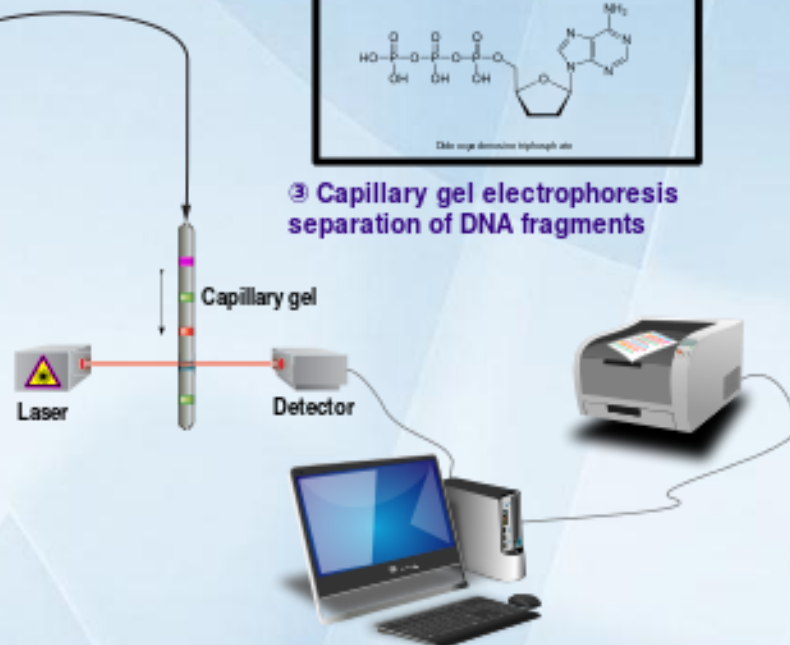 NH₂
N
N
N
N
O O O
HO-P-O-P-O-P-O
OH OH OH
O
③ Capillary gel electrophoresis
separation of DNA fragments
Capillary gel
Laser
Detector